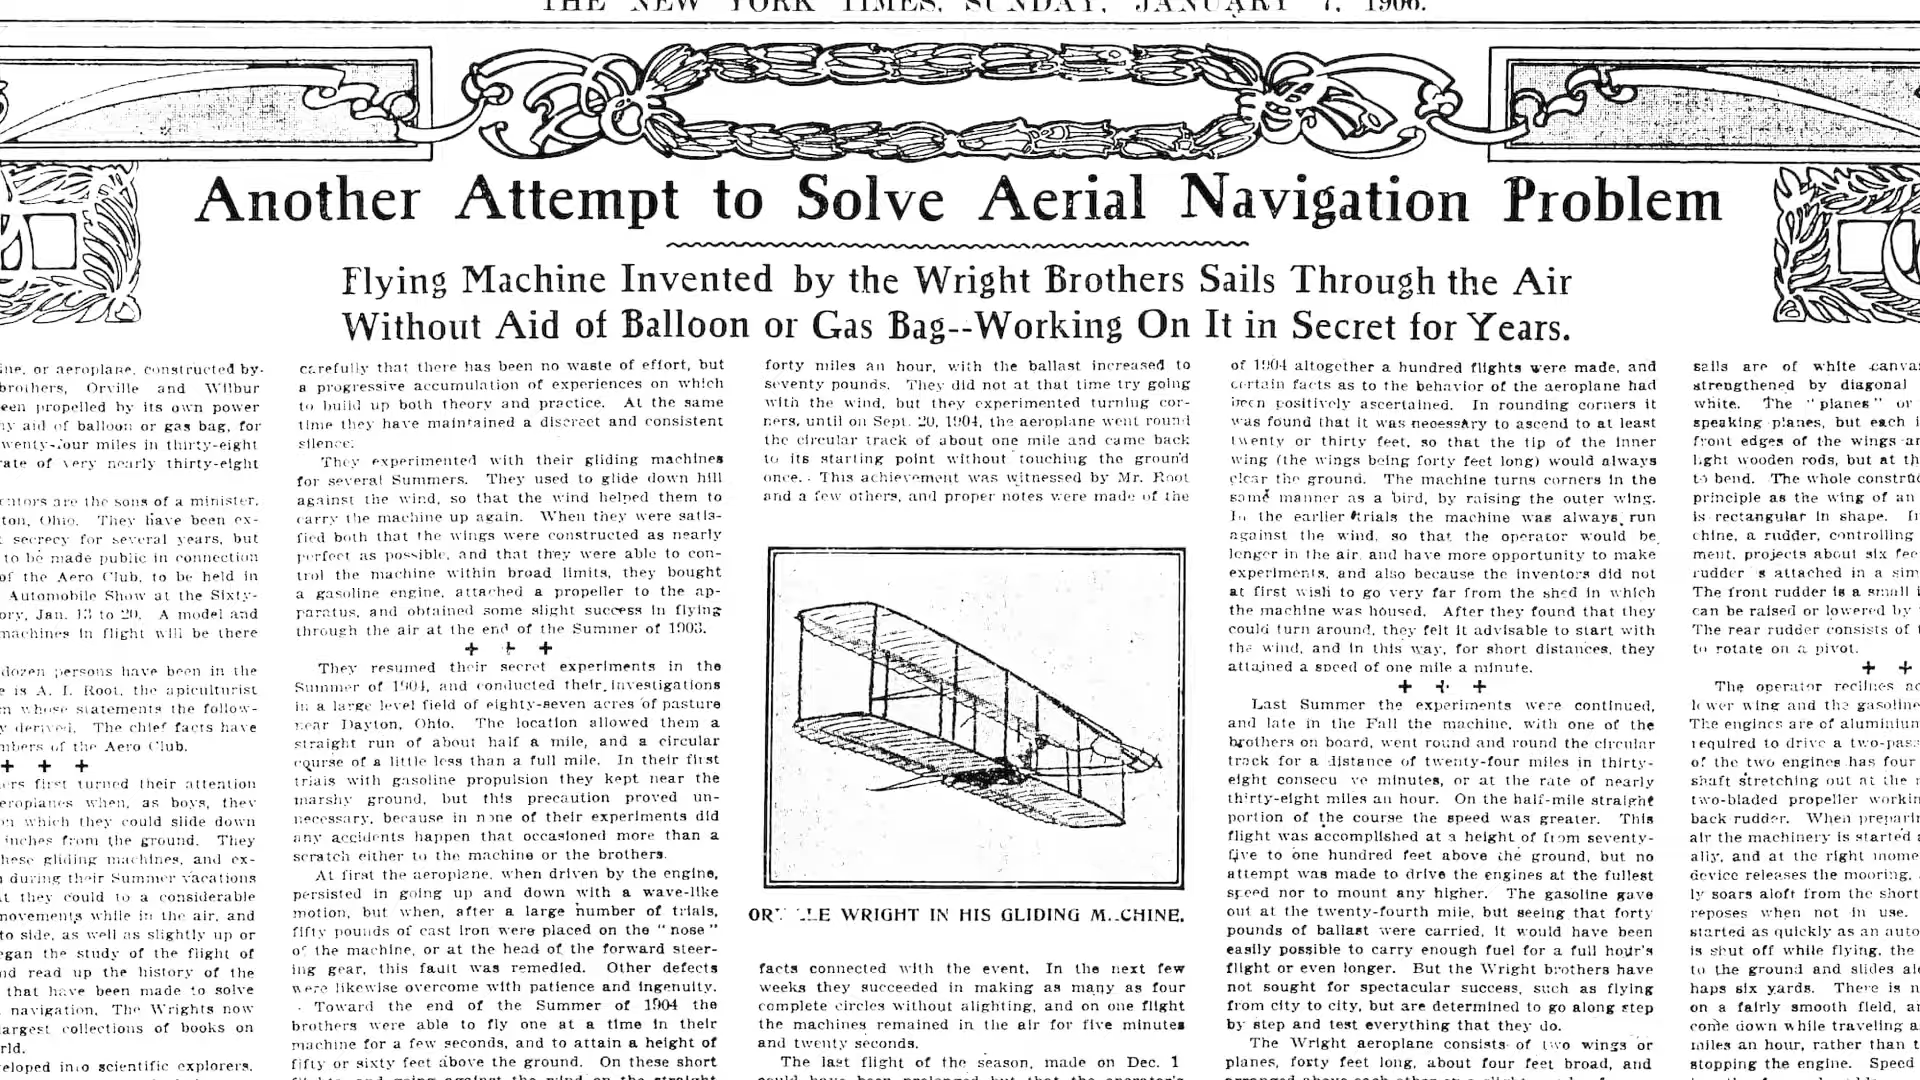 THE NEW YORK TIMES, SUNDAY, JANUARY 7, 1906.
Another Attempt to Solve Aerial Navigation Problem
Flying Machine Invented by the Wright Brothers Sails Through the Air
Without Aid of Balloon or Gas Bag--Working On It in Secret for Years.
or aeroplane, constructed by
brothers, Orville and Wilbur
een propelled by its own power
aid of balloon or gas bag, for
wenty-four miles in thirty-eight
rate of very nearly thirty-eight
are the sons of a minister,
ton, Ohio. They have been ex-
secrecy for several years, but
to be made public in connection
of the Aero Club, to be held in
Automobile Show at the Sixty-
ory, Jan. 13 to 20. A model and
machines in flight will be there
dozen persons have been in the
e is A. I. Root, the apiculturist
m whose statements the follow-
y derived. The chief facts have
mbers of the Aero Club.
+ + +
ers first turned their attention
eroplanes when, as boys, they
on which they could slide down
inches from the ground. They
hese gliding machines, and ex-
during their Summer vacations
t they could to a considerable
movements while in the air, and
to side, as well as slightly up or
egan the study of the flight of
nd read up the history of the
that have been made to solve
navigation. The Wrights now
largest collections of books on
rld.
eloped into scientific explorers,
carefully that there has been no waste of effort, but
a progressive accumulation of experiences on which
to build up both theory and practice. At the same
time they have maintained a discreet and consistent
silence.
They experimented with their gliding machines
for several Summers. They used to glide down hill
against the wind, so that the wind helped them to
carry the machine up again. When they were satis-
fied both that the wings were constructed as nearly
perfect as possible, and that they were able to con-
trol the machine within broad limits, they bought
a gasoline engine, attached a propeller to the ap-
paratus, and obtained some slight success in flying
through the air at the end of the Summer of 1903.
+ + +
They resumed their secret experiments in the
Summer of 1904, and conducted their investigations
in a large level field of eighty-seven acres of pasture
near Dayton, Ohio. The location allowed them a
straight run of about half a mile, and a circular
course of a little less than a full mile. In their first
trials with gasoline propulsion they kept near the
marshy ground, but this precaution proved un-
necessary, because in none of their experiments did
any accidents happen that occasioned more than a
scratch either to the machine or the brothers.
At first the aeroplane, when driven by the engine,
persisted in going up and down with a wave-like
motion, but when, after a large number of trials,
fifty pounds of cast iron were placed on the "nose"
of the machine, or at the head of the forward steer-
ing gear, this fault was remedied. Other defects
were likewise overcome with patience and ingenuity.
Toward the end of the Summer of 1904 the
brothers were able to fly one at a time in their
machine for a few seconds, and to attain a height of
fifty or sixty feet above the ground. On these short
forty miles an hour, with the ballast increased to
seventy pounds. They did not at that time try going
with the wind, but they experimented turning cor-
ners, until on Sept. 20, 1904, the aeroplane went round
the circular track of about one mile and came back
to its starting point without touching the ground
once. This achievement was witnessed by Mr. Root
and a few others, and proper notes were made of the
WRIGHT IN HIS GLIDING
facts connected with the event. In the next few
weeks they succeeded in making as many as four
complete circles without alighting, and on one flight
the machines remained in the air for five minutes
and twenty seconds.
The last flight of the season, made on Dec. 1
of 1904 altogether a hundred flights were made, and
certain facts as to the behavior of the aeroplane had
been positively ascertained. In rounding corners it
was found that it was necessary to ascend to at least
twenty or thirty feet, so that the tip of the inner
wing (the wings being forty feet long) would always
clear the ground. The machine turns corners in the
same manner as a bird, by raising the outer wing.
In the earlier trials the machine was always run
against the wind, so that the operator would be
longer in the air and have more opportunity to make
experiments, and also because the inventors did not
at first wish to go very far from the shed in which
the machine was housed. After they found that they
could turn around, they felt it advisable to start with
the wind, and in this way, for short distances, they
attained a speed of one mile a minute.
+ + +
Last Summer the experiments were continued,
and late in the Fall the machine, with one of the
brothers on board, went round and round the circular
track for a distance of twenty-four miles in thirty-
eight minutes, or at the rate of nearly
thirty-eight miles an hour. On the half-mile straight
portion of the course the speed was greater. This
flight was accomplished at a height of from seventy-
five to one hundred feet above the ground, but no
attempt was made to drive the engines at the fullest
speed nor to mount any higher. The gasoline gave
out at the twenty-fourth mile, but seeing that forty
pounds of ballast were carried, it would have been
easily possible to carry enough fuel for a full hour's
flight or even longer. But the Wright brothers have
not sought for spectacular success, such as flying
from city to city, but are determined to go along step
by step and test everything that they do.
The Wright aeroplane consists of two wings or
planes, forty feet long, about four feet broad, and
sails are of white canvas
strengthened by diagonal
white. The "planes" or
speaking planes, but each i
front edges of the wings ar
light wooden rods, but at th
to bend. The whole construc
principle as the wing of an
is rectangular in shape. I
chine, a rudder, controlling
ment, projects about six fee
rudder is attached in a sim
The front rudder is a small
can be raised or lowered by
The rear rudder consists of
to rotate on a pivot.
+ +
The operator reclines ac
lower wing and the gasoline
The engines are of aluminium
required to drive a two-pas
of the two engines has four
shaft stretching out at the
two-bladed propeller workin
back rudder. When preparin
air the machinery is started
ally, and at the right mome
device releases the mooring,
ly soars aloft from the short
reposes when not in use.
started as quickly as an auto
is shut off while flying, the
to the ground and slides al
haps six yards. There is n
on a fairly smooth field, a
come down while traveling a
miles an hour, rather than t
stopping the engine. Speed